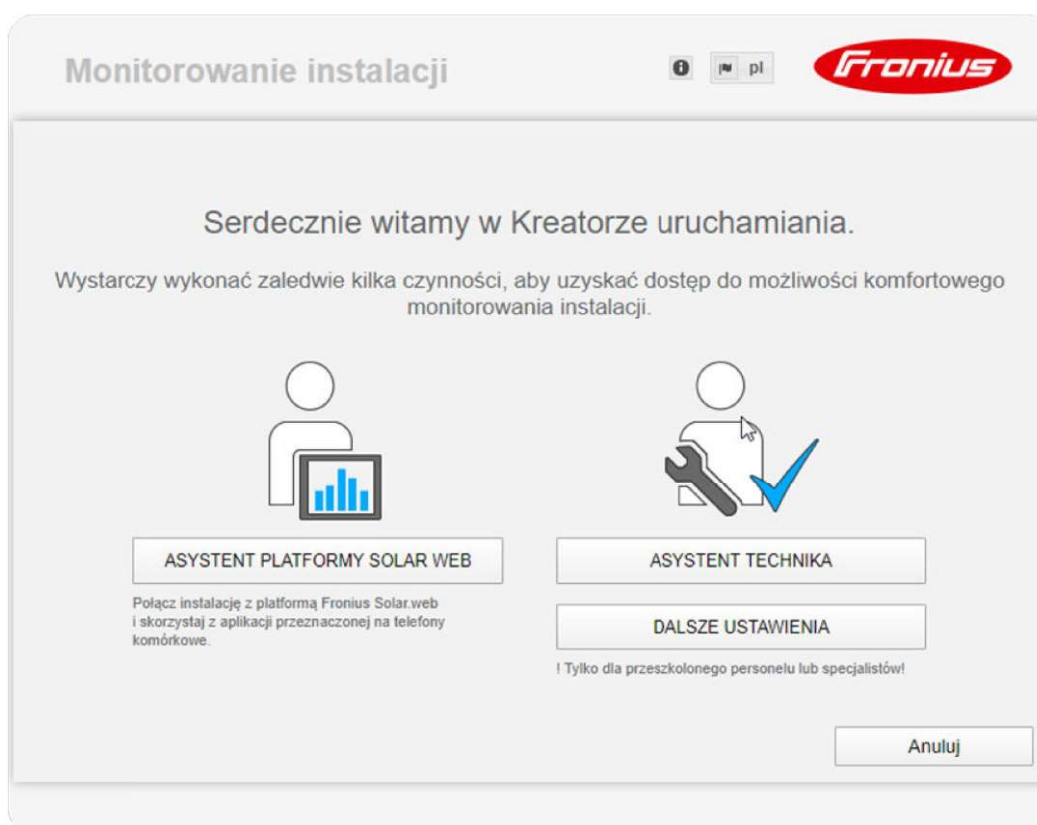 Monitorowanie instalacji
pl
Fronius
Serdecznie witamy w Kreatorze uruchamiania.
Wystarczy wykonać zaledwie kilka czynności, aby uzyskać dostęp do możliwości komfortowego
monitorowania instalacji.
ASYSTENT PLATFORMY SOLAR WEB
Połącz instalację z platformą Fronius Solar.web
i skorzystaj z aplikacji przeznaczonej na telefony
komórkowe.
ASYSTENT TECHNIKA
DALSZE USTAWIENIA
! Tylko dla przeszkolonego personelu lub specjalistów!
Anuluj